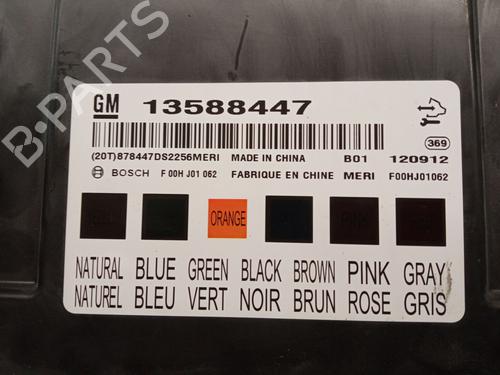 GM 13588447
(20T)878447DS2256MERI MADE IN CHINA B01 120912
369
BOSCH F 00H J01 062 FABRIQUE EN CHINE MERI F00HJ01062
ORANGE
NATURAL BLUE GREEN BLACK BROWN PINK GRAY
NATUREL BLEU VERT NOIR BRUN ROSE GRIS
B-PARTS